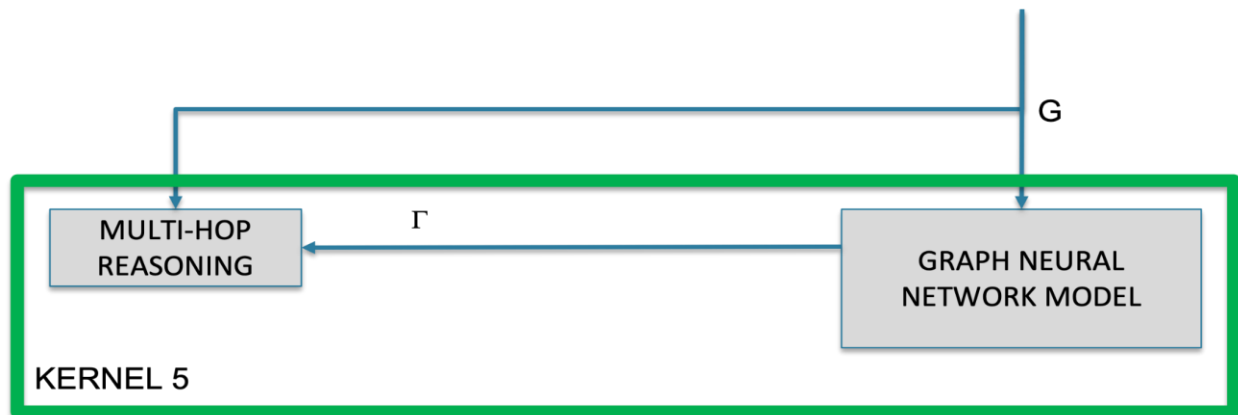 G
MULTI-HOP
REASONING
Γ
GRAPH NEURAL
NETWORK MODEL
KERNEL 5